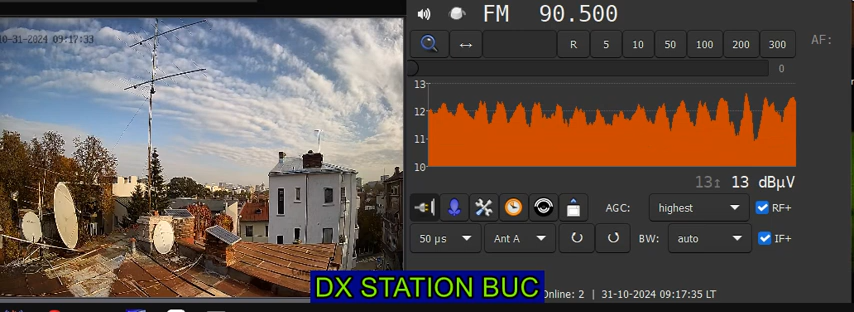 10-31-2024 09:17:33
FM 90.500
R 5 10 50 100 200 300 AF:
0
13
12
11
10
13↥ 13 dBµV
AGC: highest RF+
50 µs Ant A BW: auto IF+
DX STATION BUC
Online: 2 | 31-10-2024 09:17:35 LT